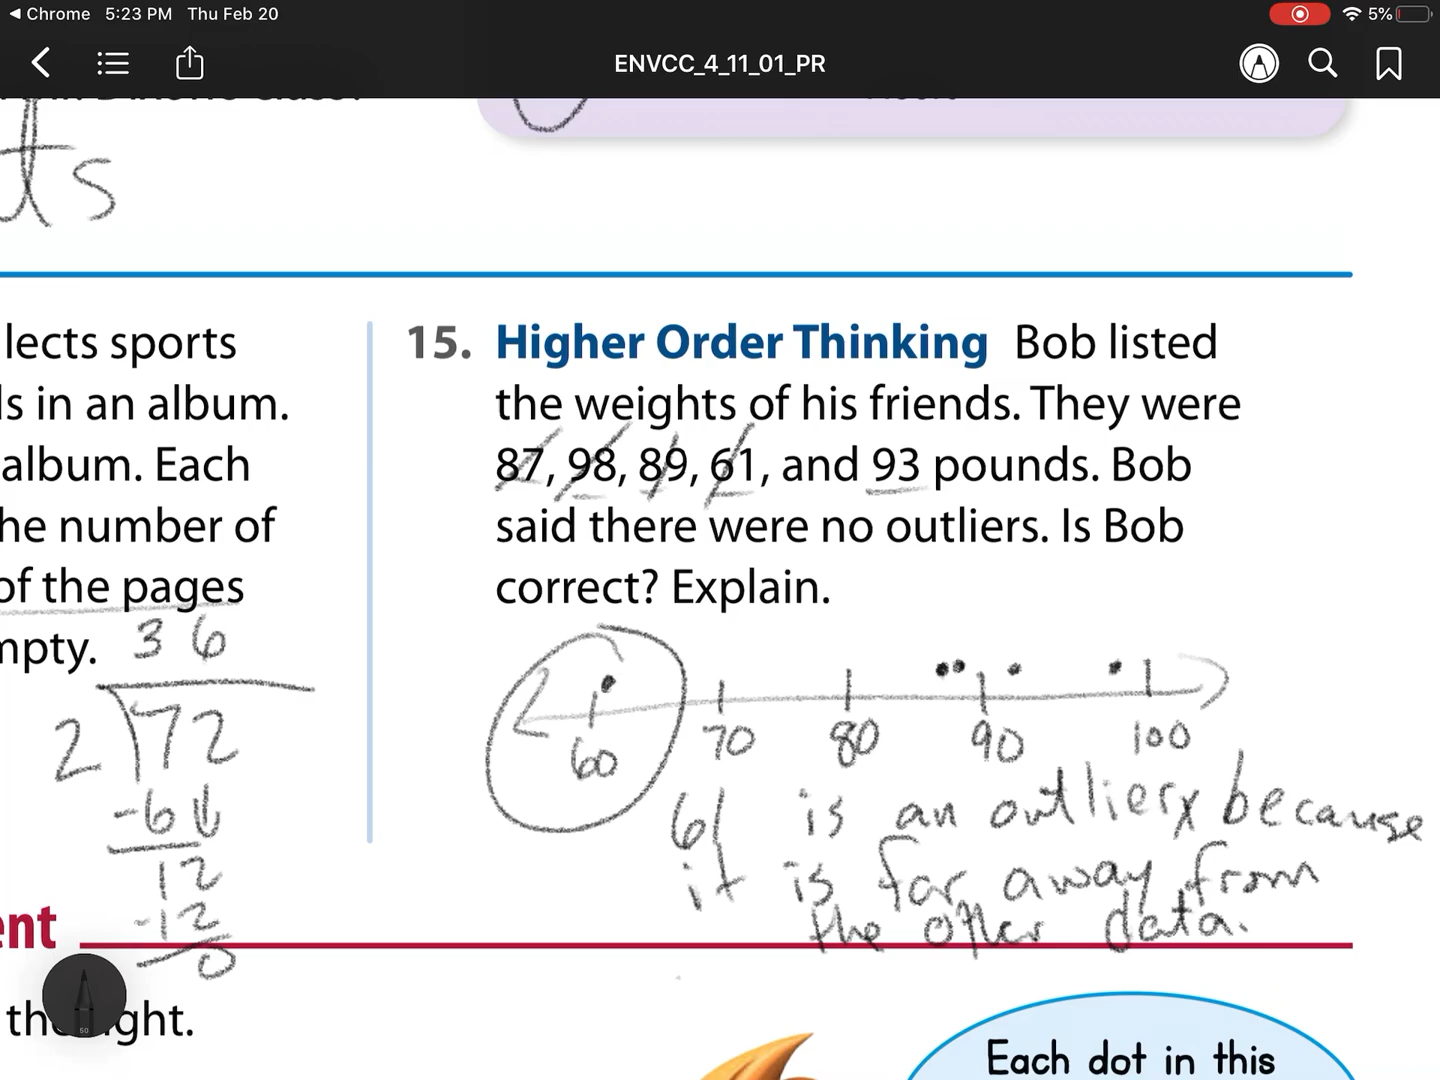 Chrome 5:23 PM Thu Feb 20
5%
ENVCC_4_11_01_PR
ts
lects sports
s in an album.
album. Each
he number of
of the pages
mpty.
36
2 72
-6
12
-12
0
15. Higher Order Thinking Bob listed
the weights of his friends. They were
87, 98, 89, 61, and 93 pounds. Bob
said there were no outliers. Is Bob
correct? Explain.
60 70 80 90 100
61 is an outlier because
it is far away from
the other data.
ent
50
the ght.
Each dot in this